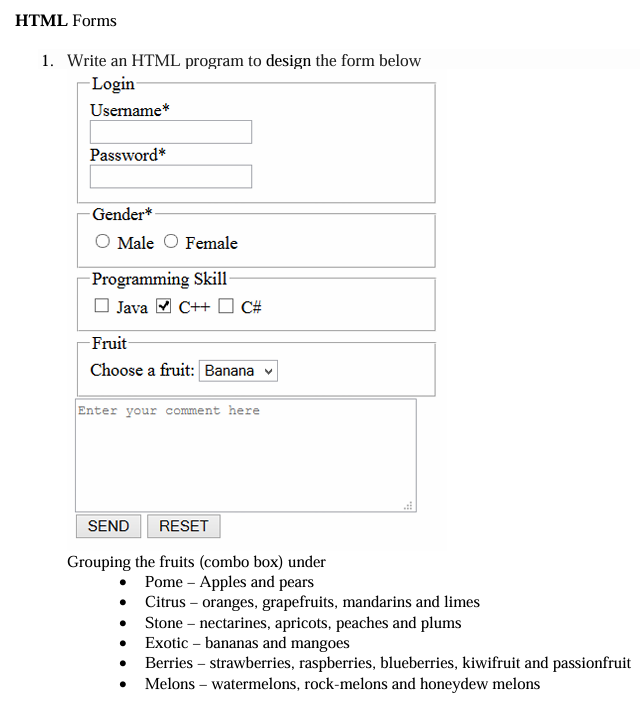 HTML Forms
1. Write an HTML program to design the form below
Login
Username*
Password*
Gender*
Male Female
Programming Skill
Java C++ C#
Fruit
Choose a fruit: Banana
Enter your comment here
SEND RESET
Grouping the fruits (combo box) under
• Pome – Apples and pears
• Citrus – oranges, grapefruits, mandarins and limes
• Stone – nectarines, apricots, peaches and plums
• Exotic – bananas and mangoes
• Berries – strawberries, raspberries, blueberries, kiwifruit and passionfruit
• Melons – watermelons, rock-melons and honeydew melons